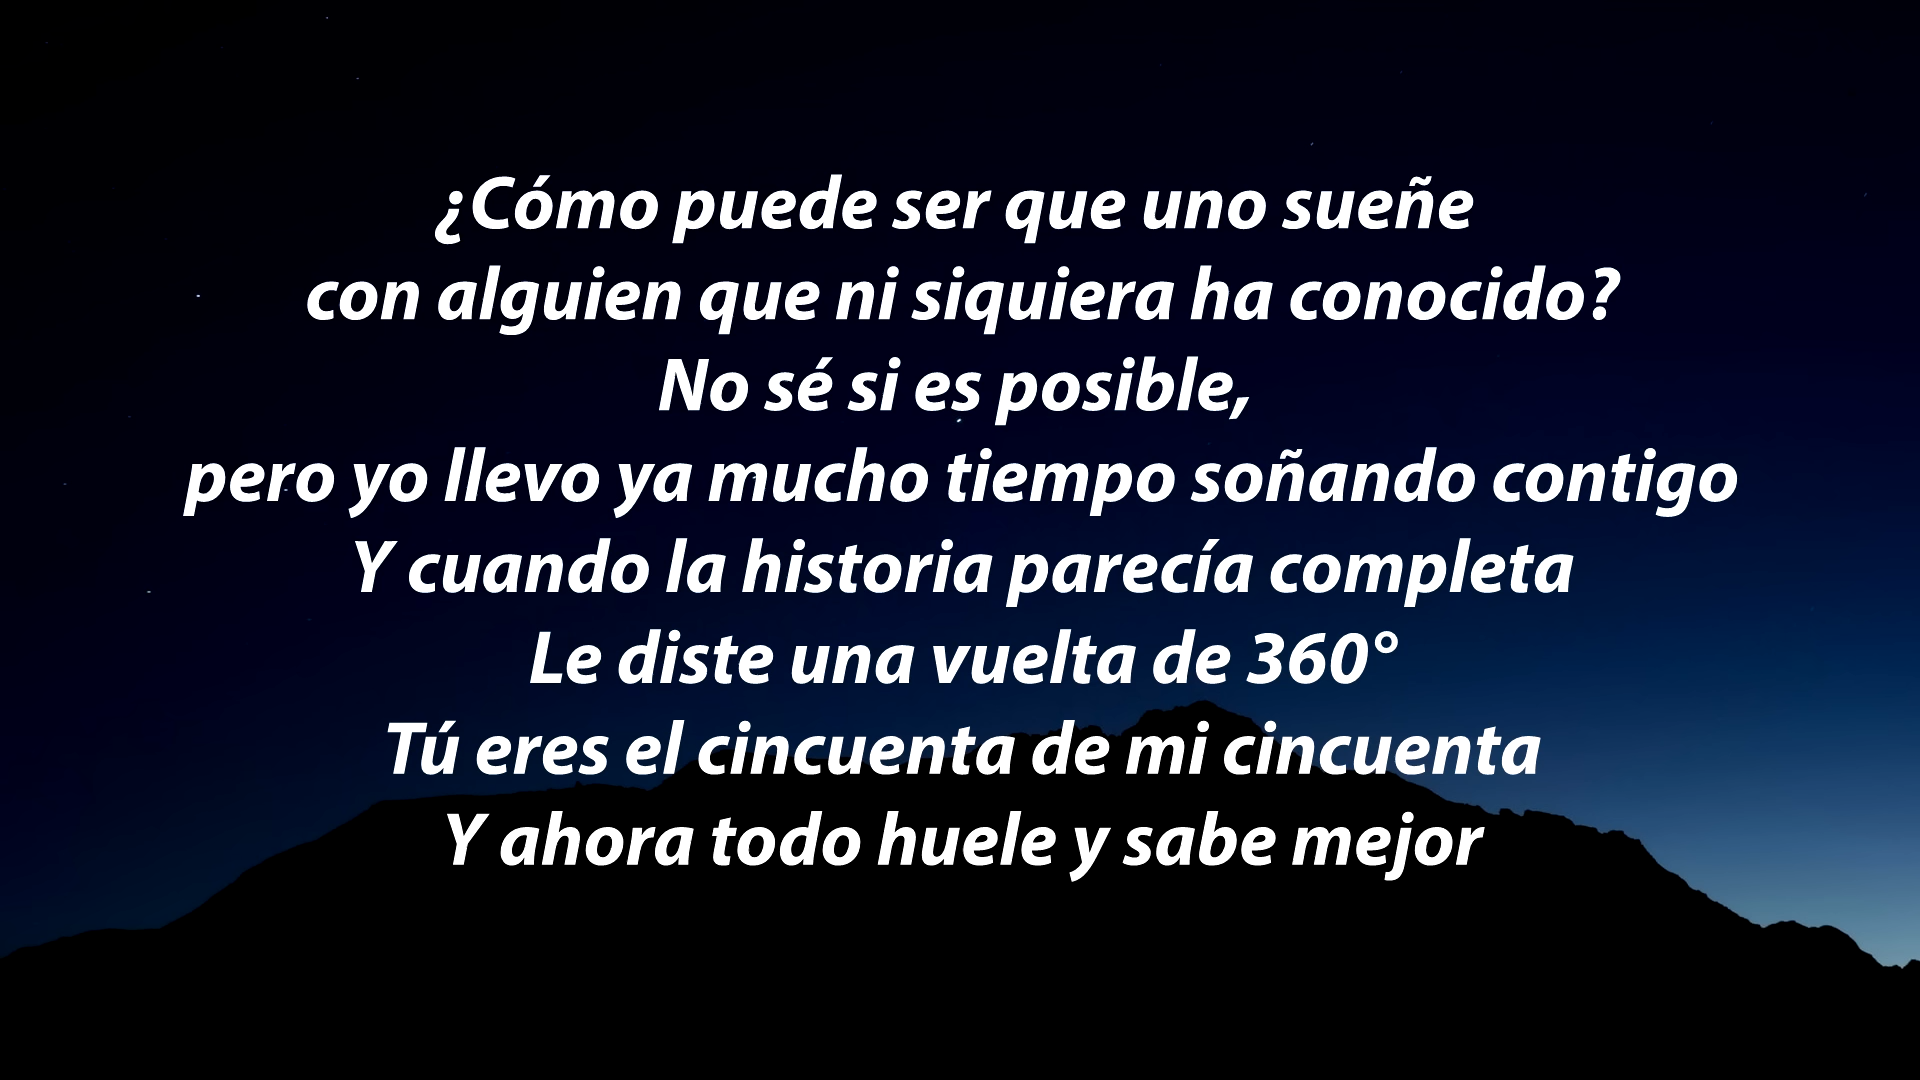 ¿Cómo puede ser que uno sueñe
con alguien que ni siquiera ha conocido?
No sé si es posible,
pero yo llevo ya mucho tiempo soñando contigo
Y cuando la historia parecía completa
Le diste una vuelta de 360°
Tú eres el cincuenta de mi cincuenta
Y ahora todo huele y sabe mejor